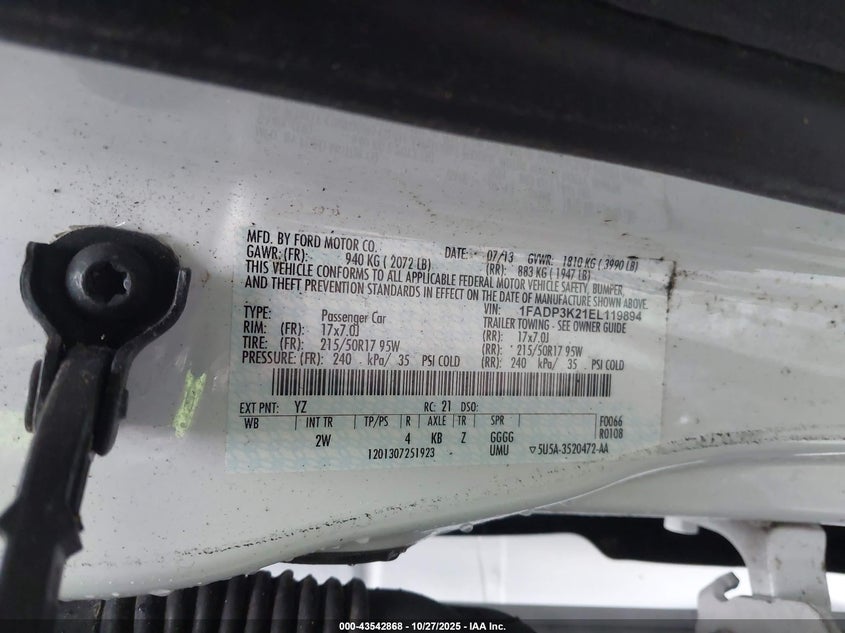 MFD. BY FORD MOTOR CO. DATE: 07/13 GVWR: 1810 KG ( 3990 LB)
GAWR: (FR): 940 KG ( 2072 LB) (RR): 883 KG ( 1947 LB)
THIS VEHICLE CONFORMS TO ALL APPLICABLE FEDERAL MOTOR VEHICLE SAFETY, BUMPER,
AND THEFT PREVENTION STANDARDS IN EFFECT ON THE DATE OF MANUFACTURE SHOWN ABOVE.
VIN: 1FADP3K21EL119894
TYPE: Passenger Car TRAILER TOWING - SEE OWNER GUIDE
RIM: (FR): 17x7.0J (RR): 17x7.0J
TIRE: (FR): 215/50R17 95W (RR): 215/50R17 95W
PRESSURE: (FR): 240 kPa/ 35 PSI COLD (RR): 240 kPa/ 35 PSI COLD
EXT PNT: YZ RC: 21 DSO:
WB INT TR TP/PS R AXLE TR SPR F0066
2W 4 KB Z GGGG R0108
1201307251923 UMU ▽ 5U5A-3520472-AA
000-43542868 | 10/27/2025 - IAA Inc.